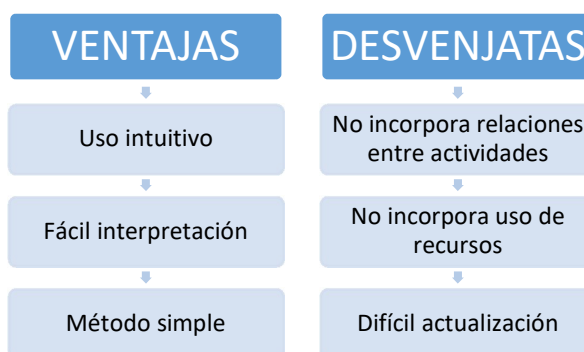 VENTAJAS
Uso intuitivo
Fácil interpretación
Método simple
DESVENJATAS
No incorpora relaciones
entre actividades
No incorpora uso de
recursos
Difícil actualización